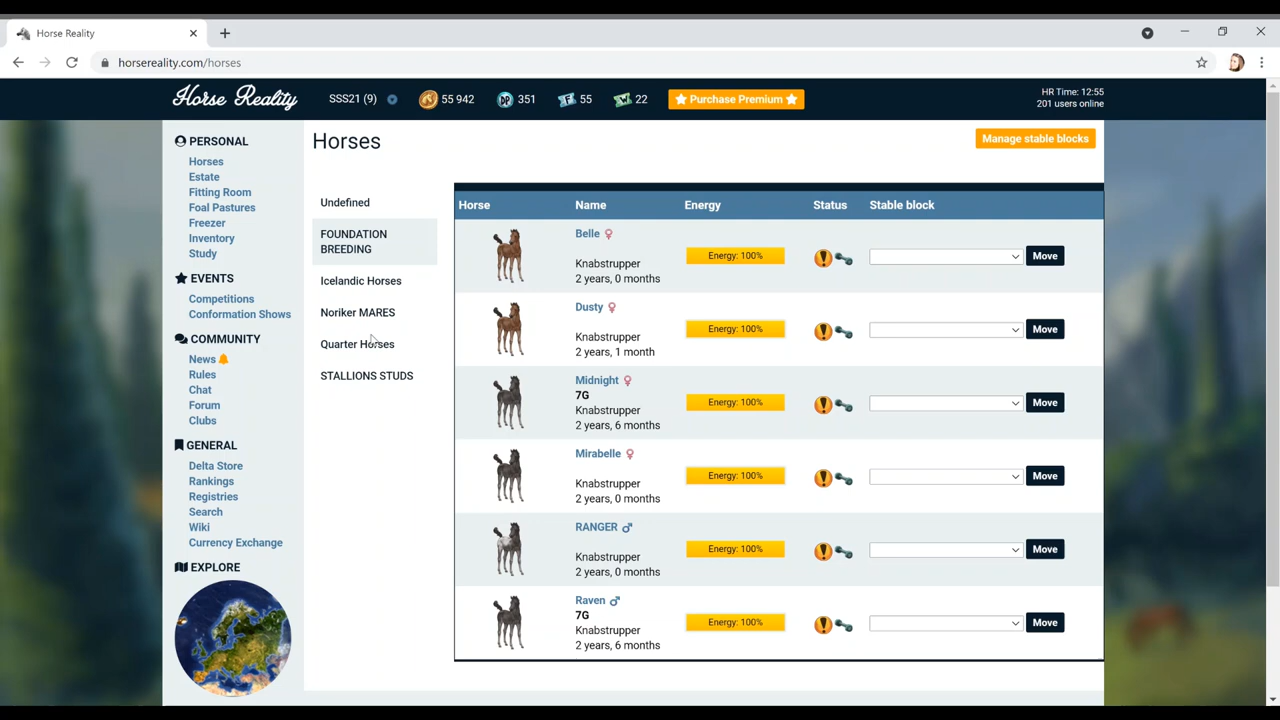 Horse Reality
horsereality.com/horses
Horse Reality
SSS21 (9)
55 942
DP
351
55
22
Purchase Premium
HR Time: 12:55
201 users online
PERSONAL
Horses
Estate
Fitting Room
Foal Pastures
Freezer
Inventory
Study
EVENTS
Competitions
Conformation Shows
COMMUNITY
News
Rules
Chat
Forum
Clubs
GENERAL
Delta Store
Rankings
Registries
Search
Wiki
Currency Exchange
EXPLORE
Horses
Manage stable blocks
Undefined
FOUNDATION
BREEDING
Icelandic Horses
Noriker MARES
Quarter Horses
STALLIONS STUDS
Horse Name Energy Status Stable block
Belle ♀
Knabstrupper
2 years, 0 months
Energy: 100%
Move
Dusty ♀
Knabstrupper
2 years, 1 month
Energy: 100%
Move
Midnight ♀
7G
Knabstrupper
2 years, 6 months
Energy: 100%
Move
Mirabelle ♀
Knabstrupper
2 years, 0 months
Energy: 100%
Move
RANGER ♂
Knabstrupper
2 years, 0 months
Energy: 100%
Move
Raven ♂
7G
Knabstrupper
2 years, 6 months
Energy: 100%
Move